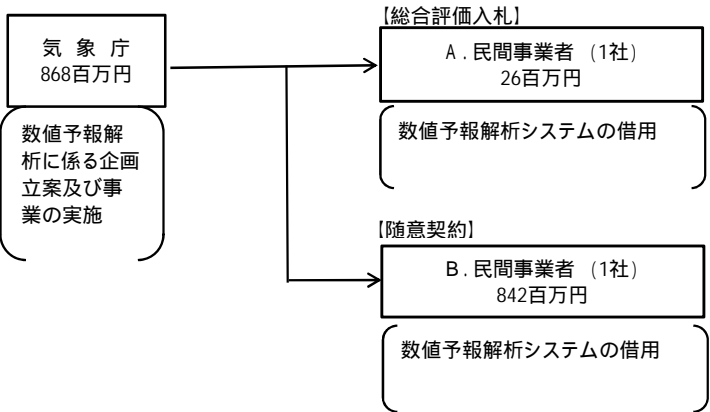 気 象 庁
868百万円
数値予報解
析に係る企画
立案及び事
業の実施
【総合評価入札】
A.民間事業者 (1社)
26百万円
数値予報解析システムの借用
【随意契約】
B.民間事業者 (1社)
842百万円
数値予報解析システムの借用